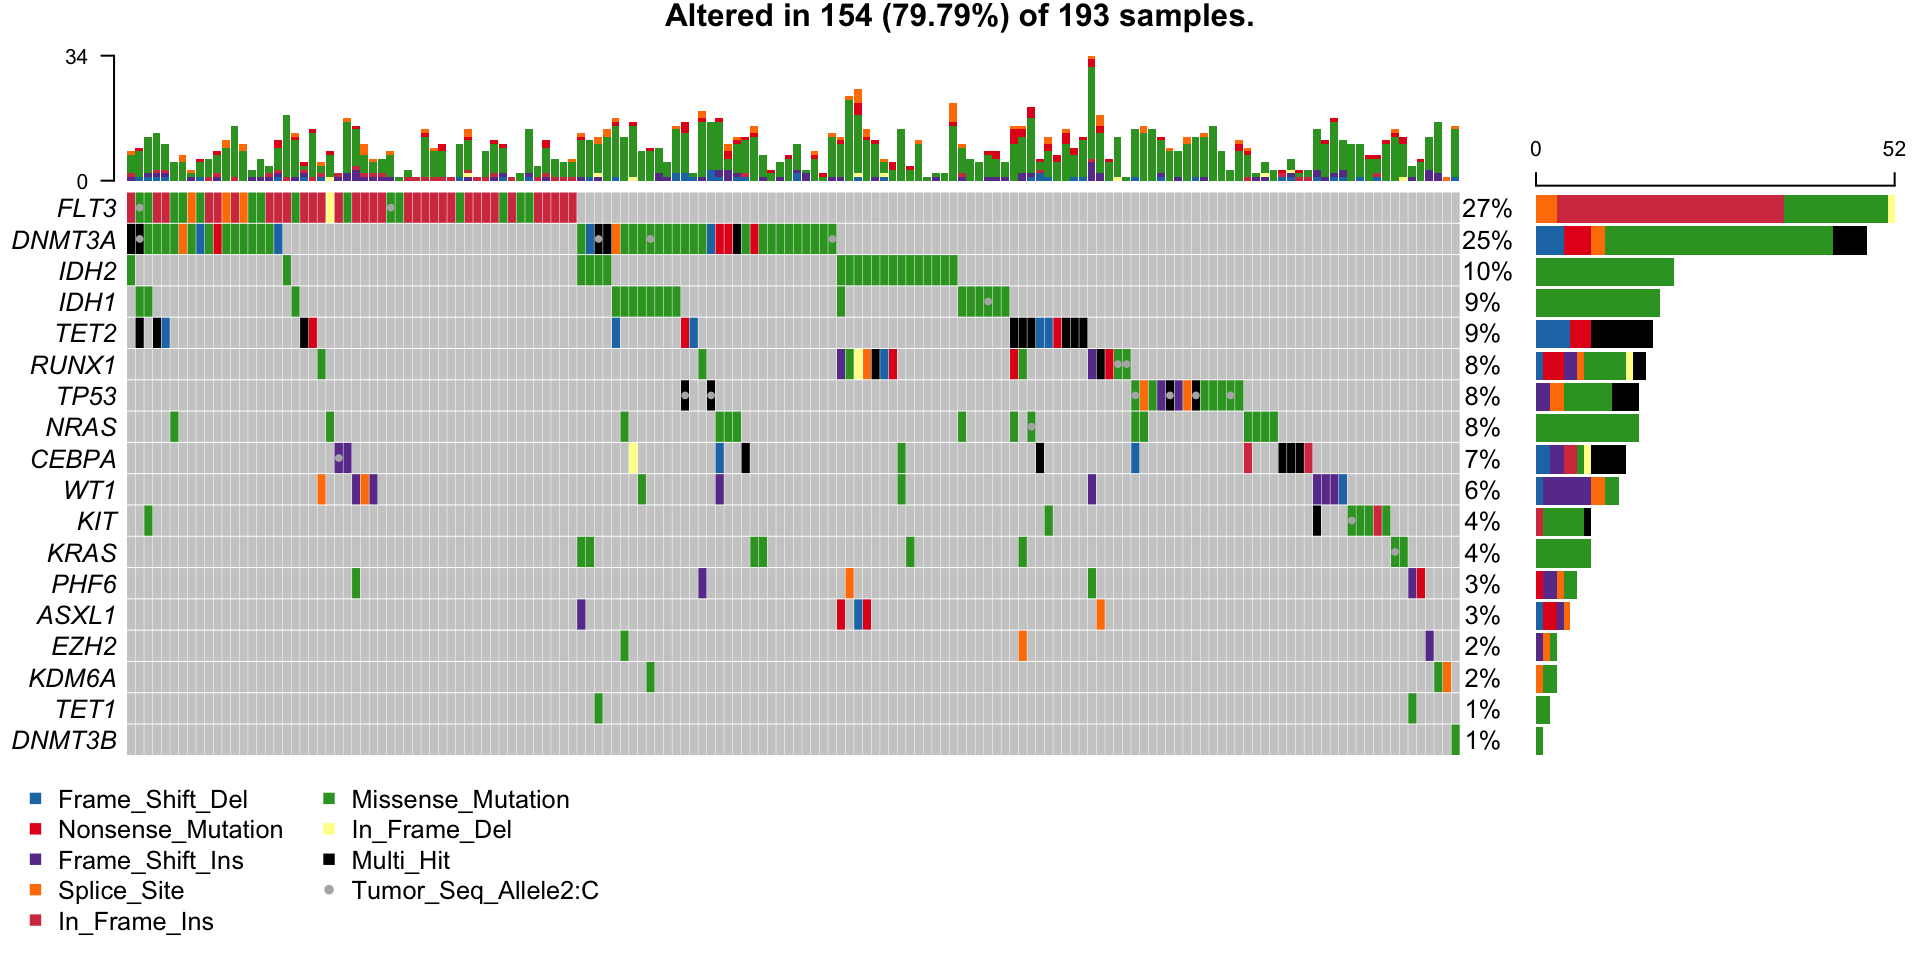 Altered in 154 (79.79%) of 193 samples.
34
0
0 52
FLT3 27%
DNMT3A 25%
IDH2 10%
IDH1 9%
TET2 9%
RUNX1 8%
TP53 8%
NRAS 8%
CEBPA 7%
WT1 6%
KIT 4%
KRAS 4%
PHF6 3%
ASXL1 3%
EZH2 2%
KDM6A 2%
TET1 1%
DNMT3B 1%
Frame_Shift_Del
Nonsense_Mutation
Frame_Shift_Ins
Splice_Site
In_Frame_Ins
Missense_Mutation
In_Frame_Del
Multi_Hit
Tumor_Seq_Allele2:C